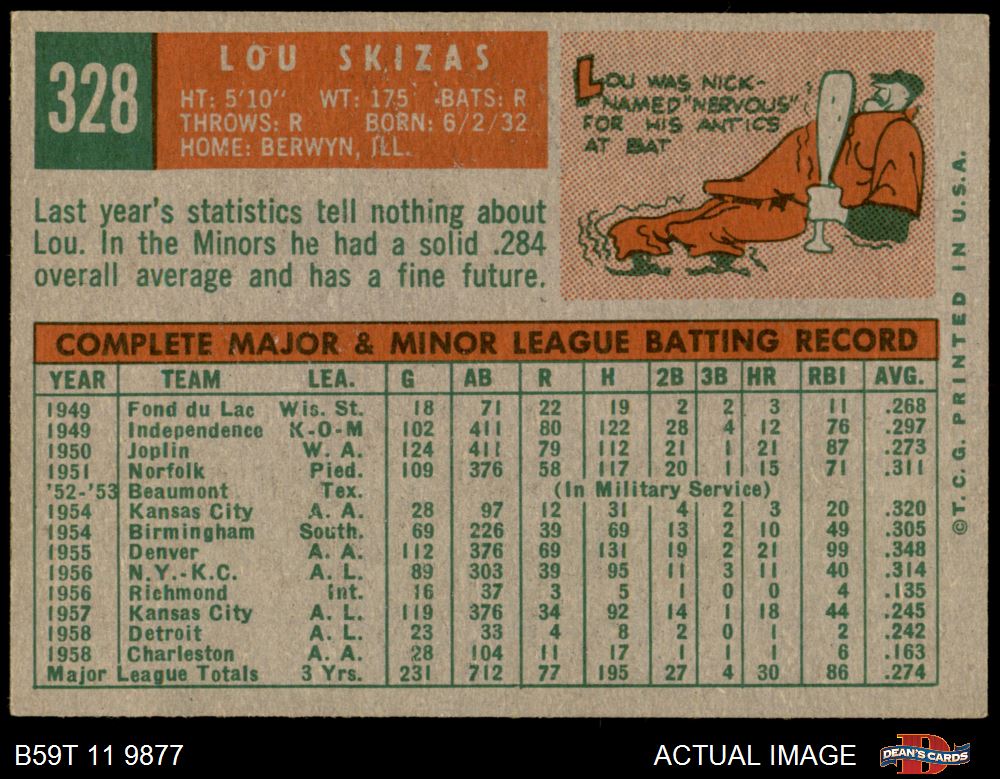 328
LOU SKIZAS
HT: 5'10" WT: 175 BATS: R
THROWS: R BORN: 6/2/32
HOME: BERWYN, ILL.
LOU WAS NICK-
NAMED "NERVOUS"
FOR HIS ANTICS
AT BAT
Last year's statistics tell nothing about
Lou. In the Minors he had a solid .284
overall average and has a fine future.
COMPLETE MAJOR & MINOR LEAGUE BATTING RECORD
YEAR TEAM LEA. G AB R H 2B 3B HR RBI AVG.
1949 Fond du Lac Wis. St. 18 71 22 19 2 2 3 11 .268
1949 Independence K-O-M 102 411 80 122 28 4 12 76 .297
1950 Joplin W. A. 124 411 79 112 21 1 21 87 .273
1951 Norfolk Pied. 109 376 58 117 20 1 15 71 .311
'52-'53 Beaumont Tex. (In Military Service)
1954 Kansas City A. A. 28 97 12 31 4 2 3 20 .320
1954 Birmingham South. 69 226 39 69 13 2 10 49 .305
1955 Denver A. A. 112 376 69 131 19 2 21 99 .348
1956 N.Y.-K.C. A. L. 89 303 39 95 11 3 11 40 .314
1956 Richmond Int. 16 37 3 5 1 0 0 4 .135
1957 Kansas City A. L. 119 376 34 92 14 1 18 44 .245
1958 Detroit A. L. 23 33 4 8 2 0 1 2 .242
1958 Charleston A. A. 28 104 11 17 1 1 1 6 .163
Major League Totals 3 Yrs. 231 712 77 195 27 4 30 86 .274
©T.C.G. PRINTED IN U.S.A.
B59T 11 9877
ACTUAL IMAGE
DEAN'S CARDS